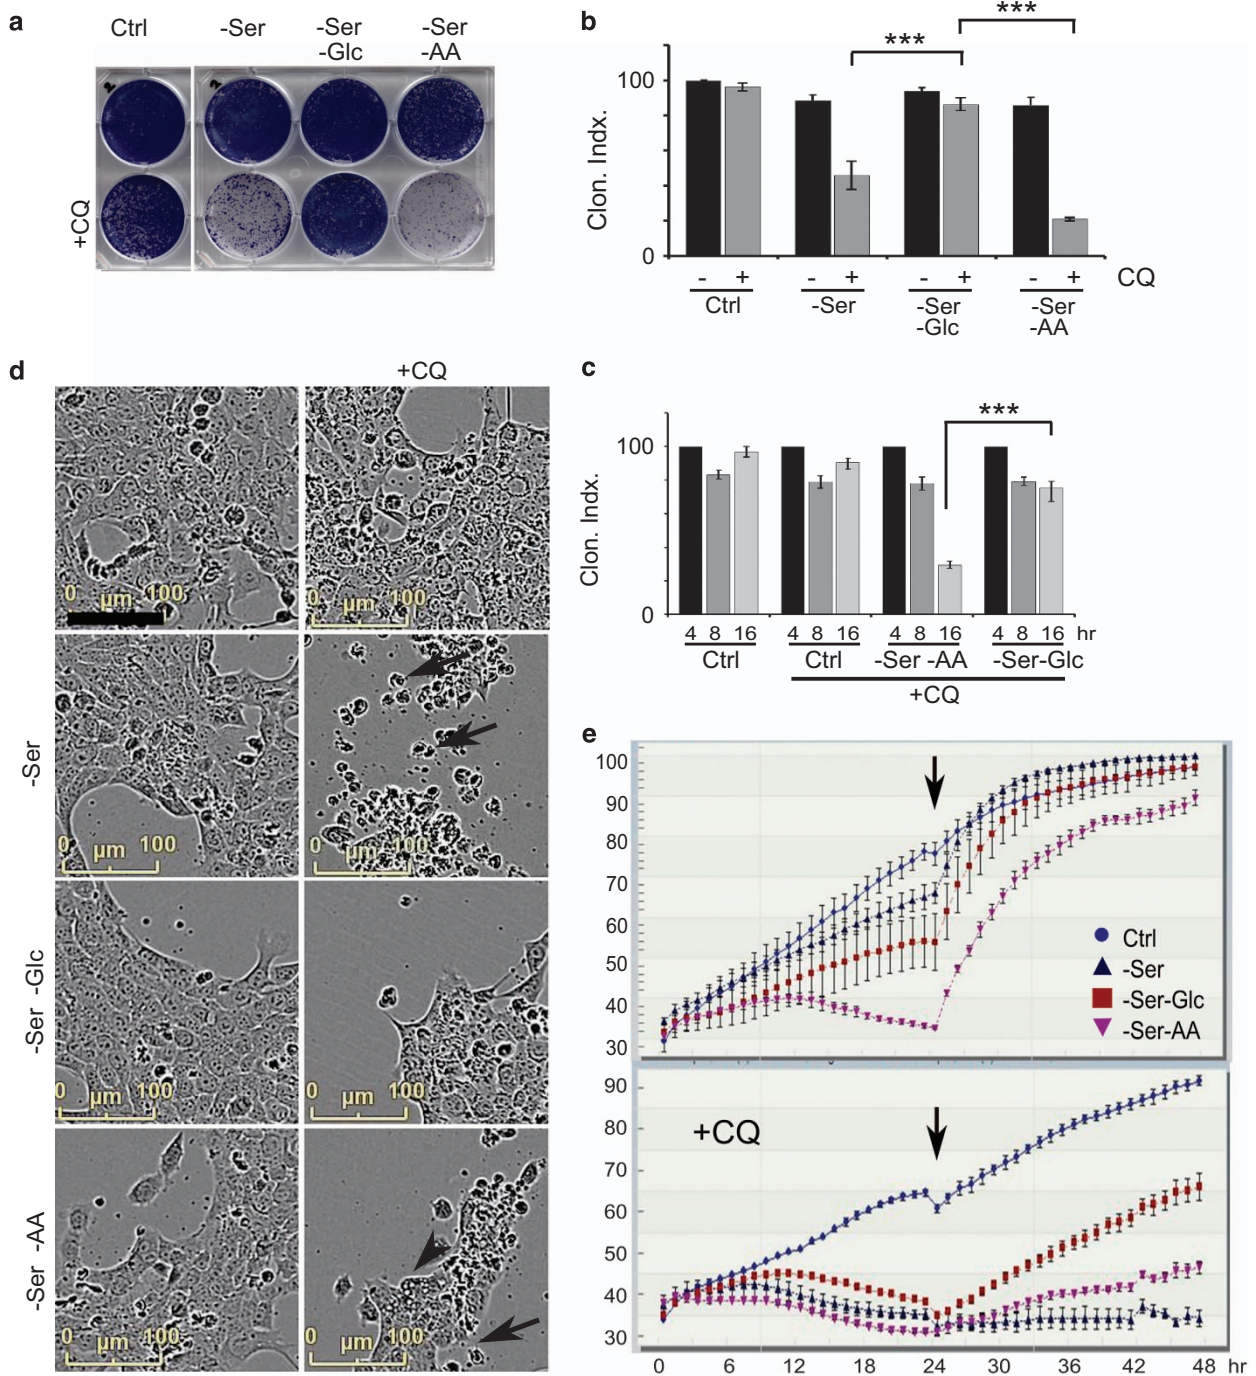 a
Ctrl -Ser -Ser -Ser
-Glc -AA
2 2
+CQ
b
*** ***
Clon. Indx.
100
0
- + - + - + - + CQ
Ctrl -Ser -Ser -Ser
-Glc -AA
c
***
Clon. Indx.
100
0
4 8 16 4 8 16 4 8 16 4 8 16 hr
Ctrl Ctrl -Ser -AA -Ser-Glc
+CQ
d
+CQ
0 µm 100 0 µm 100
-Ser
0 µm 100 0 µm 100
-Ser -Glc
0 µm 100 0 µm 100
-Ser -AA
0 µm 100 0 µm 100
e
100
90
80
70
60
50
40
30
Ctrl
-Ser
-Ser-Glc
-Ser-AA
+CQ
90
80
70
60
50
40
30
0 6 12 18 24 30 36 42 48 hr